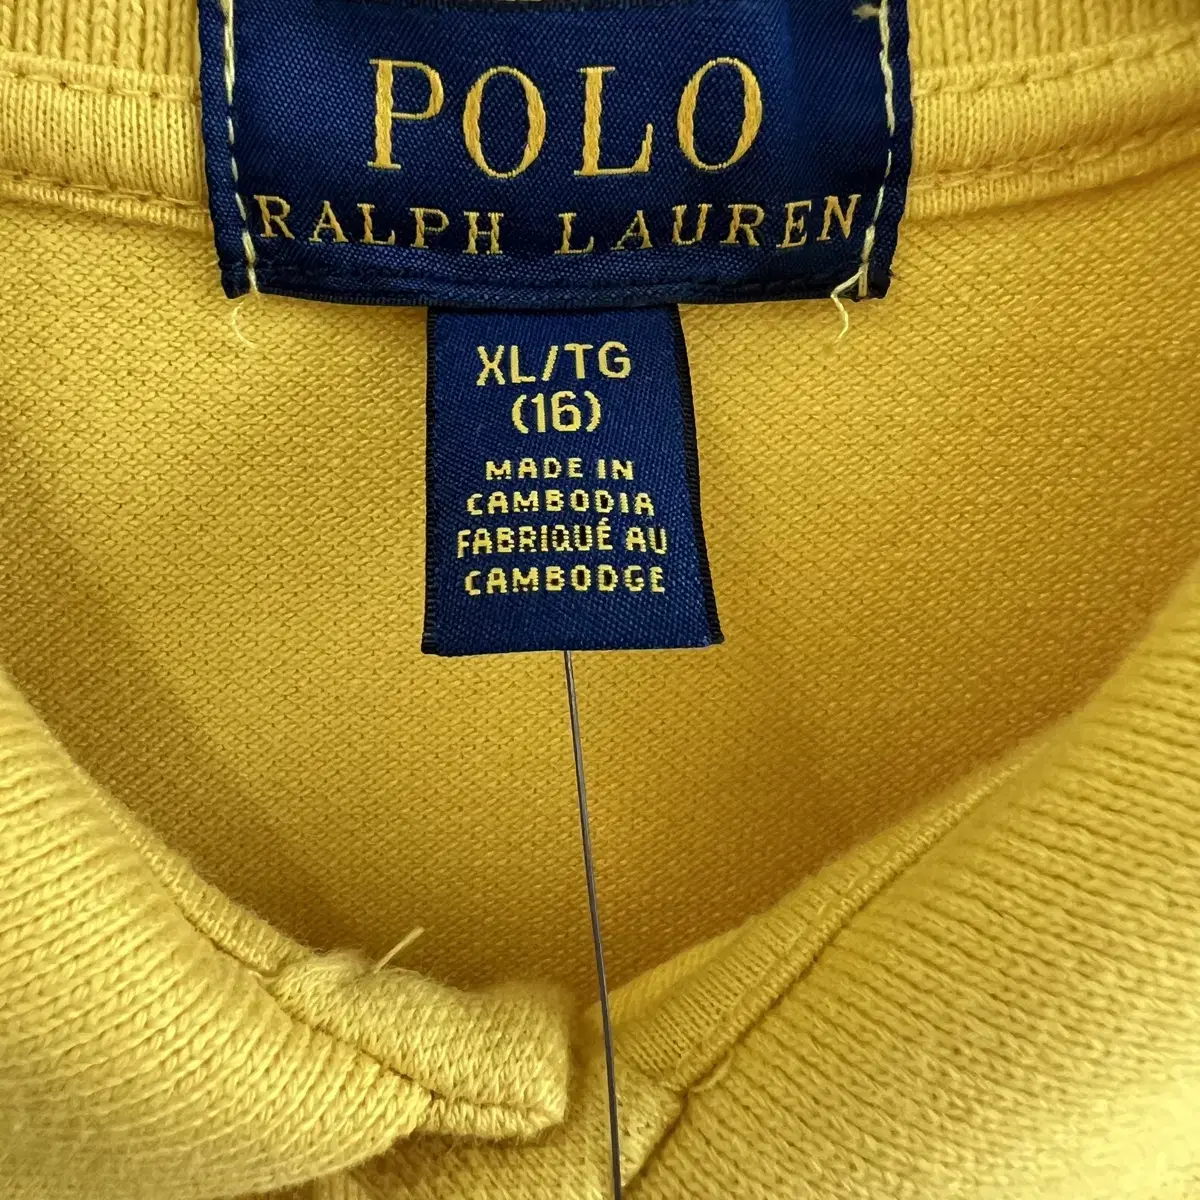 POLO
RALPH LAUREN
XL/TG
(16)
MADE IN
CAMBODIA
FABRIQUÉ AU
CAMBODGE